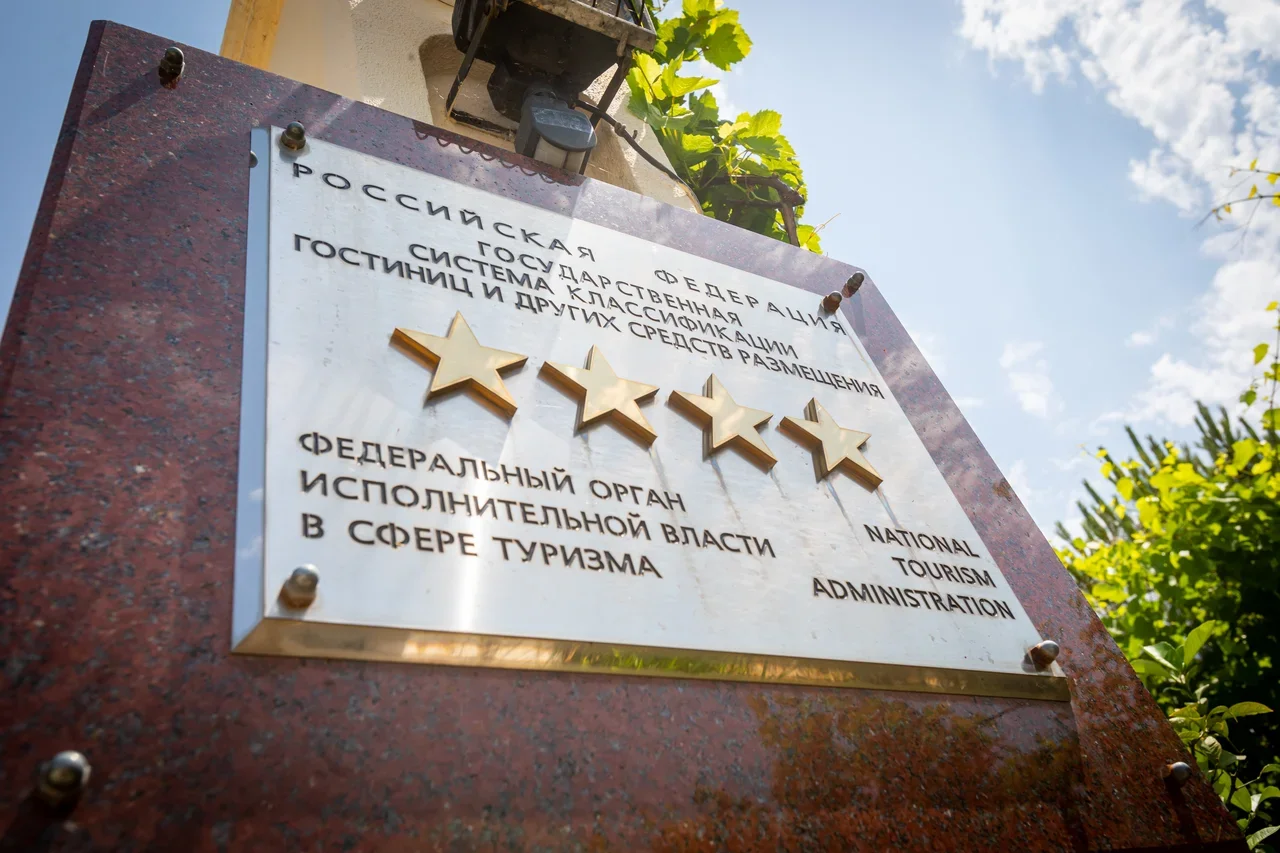 РОССИЙСКАЯ ФЕДЕРАЦИЯ
ГОСУДАРСТВЕННАЯ
СИСТЕМА КЛАССИФИКАЦИИ
ГОСТИНИЦ И ДРУГИХ СРЕДСТВ РАЗМЕЩЕНИЯ
ФЕДЕРАЛЬНЫЙ ОРГАН
ИСПОЛНИТЕЛЬНОЙ ВЛАСТИ
В СФЕРЕ ТУРИЗМА
NATIONAL
TOURISM
ADMINISTRATION